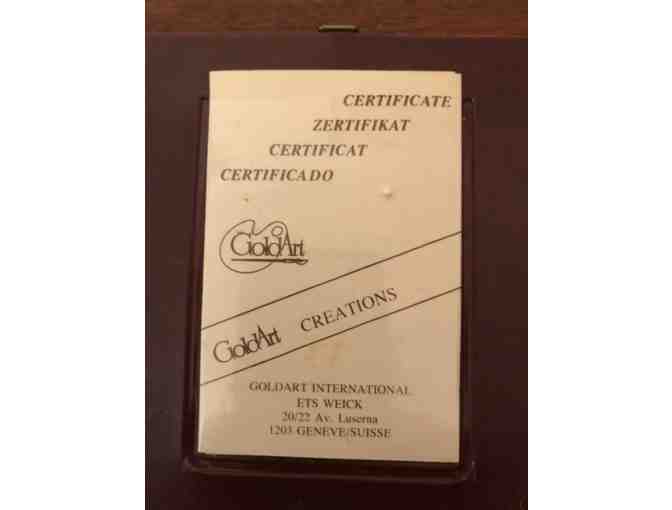 CERTIFICATE
ZERTIFIKAT
CERTIFICAT
CERTIFICADO
GoldArt
GoldArt CREATIONS
GOLDART INTERNATIONAL
ETS WEICK
20/22 Av. Luserna
1203 GENEVE/SUISSE